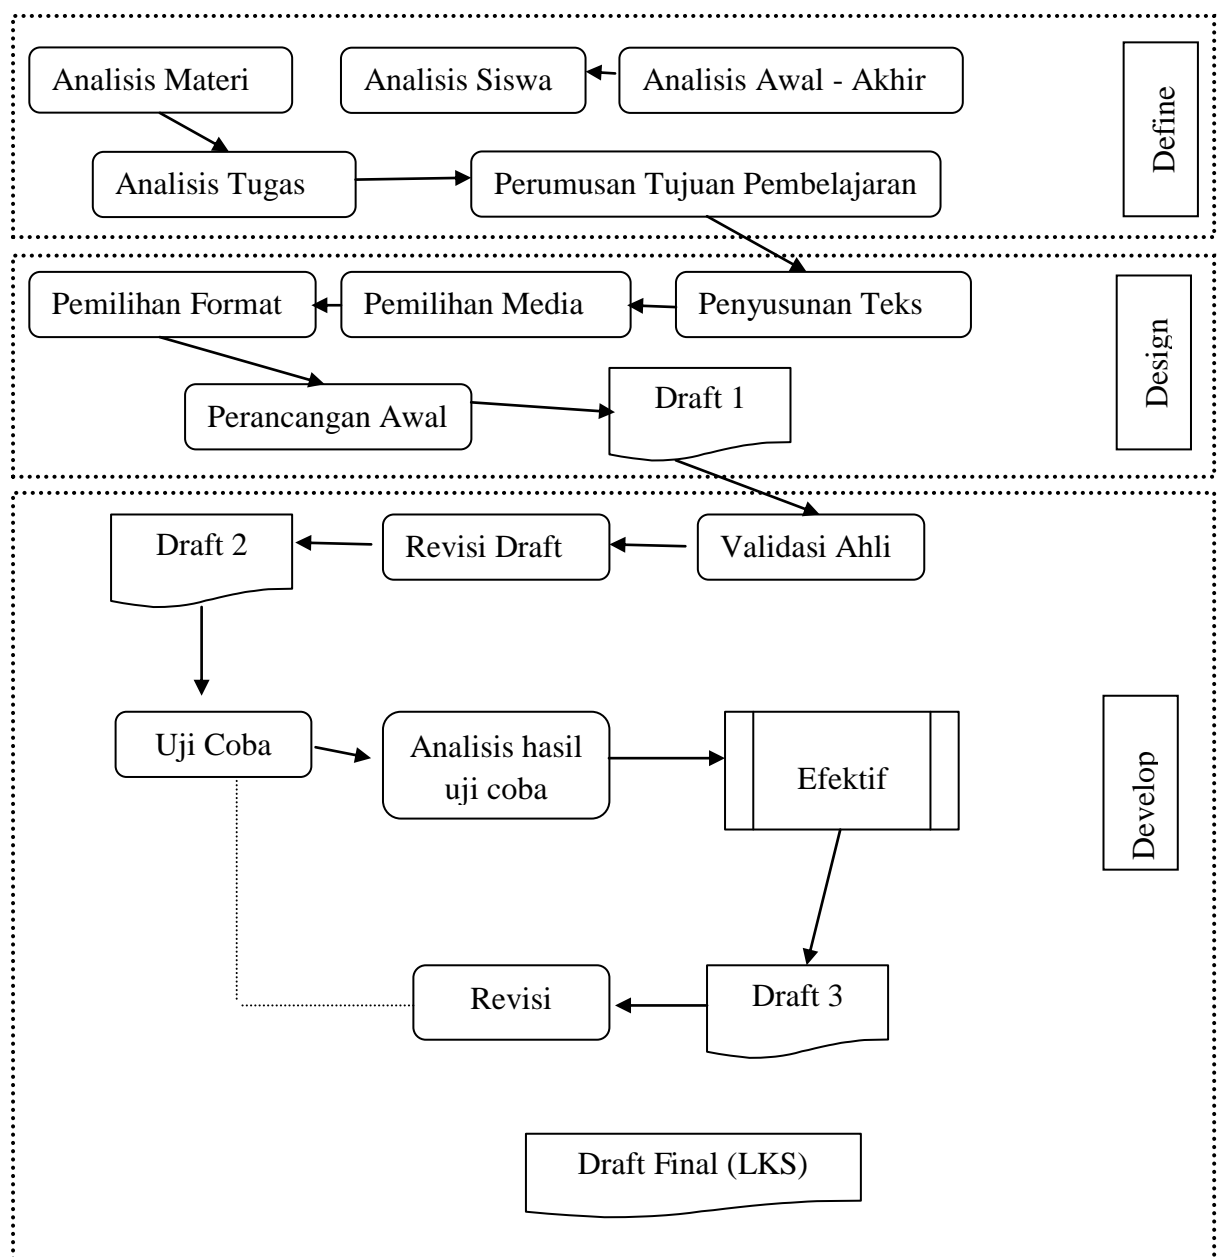 Analisis Materi
Analisis Siswa
Analisis Awal - Akhir
Define
Analisis Tugas
Perumusan Tujuan Pembelajaran
Pemilihan Format
Pemilihan Media
Penyusunan Teks
Design
Perancangan Awal
Draft 1
Draft 2
Revisi Draft
Validasi Ahli
Uji Coba
Analisis hasil
uji coba
Efektif
Develop
Revisi
Draft 3
Draft Final (LKS)